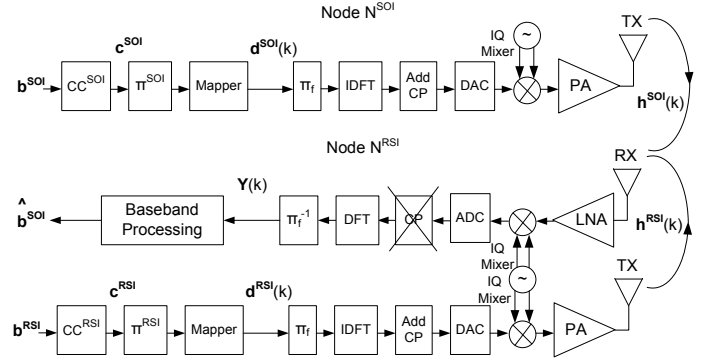 Node N^SOI
TX
c^SOI
d^SOI(k)
IQ
Mixer
~
b^SOI
CC^SOI
π^SOI
Mapper
π_f
IDFT
Add
CP
DAC
PA
h^SOI(k)
Node N^RSI
RX
Y(k)
b̂^SOI
Baseband
Processing
π_f^-1
DFT
CP
ADC
LNA
h^RSI(k)
IQ
Mixer
~
IQ
Mixer
TX
c^RSI
d^RSI(k)
b^RSI
CC^RSI
π^RSI
Mapper
π_f
IDFT
Add
CP
DAC
PA